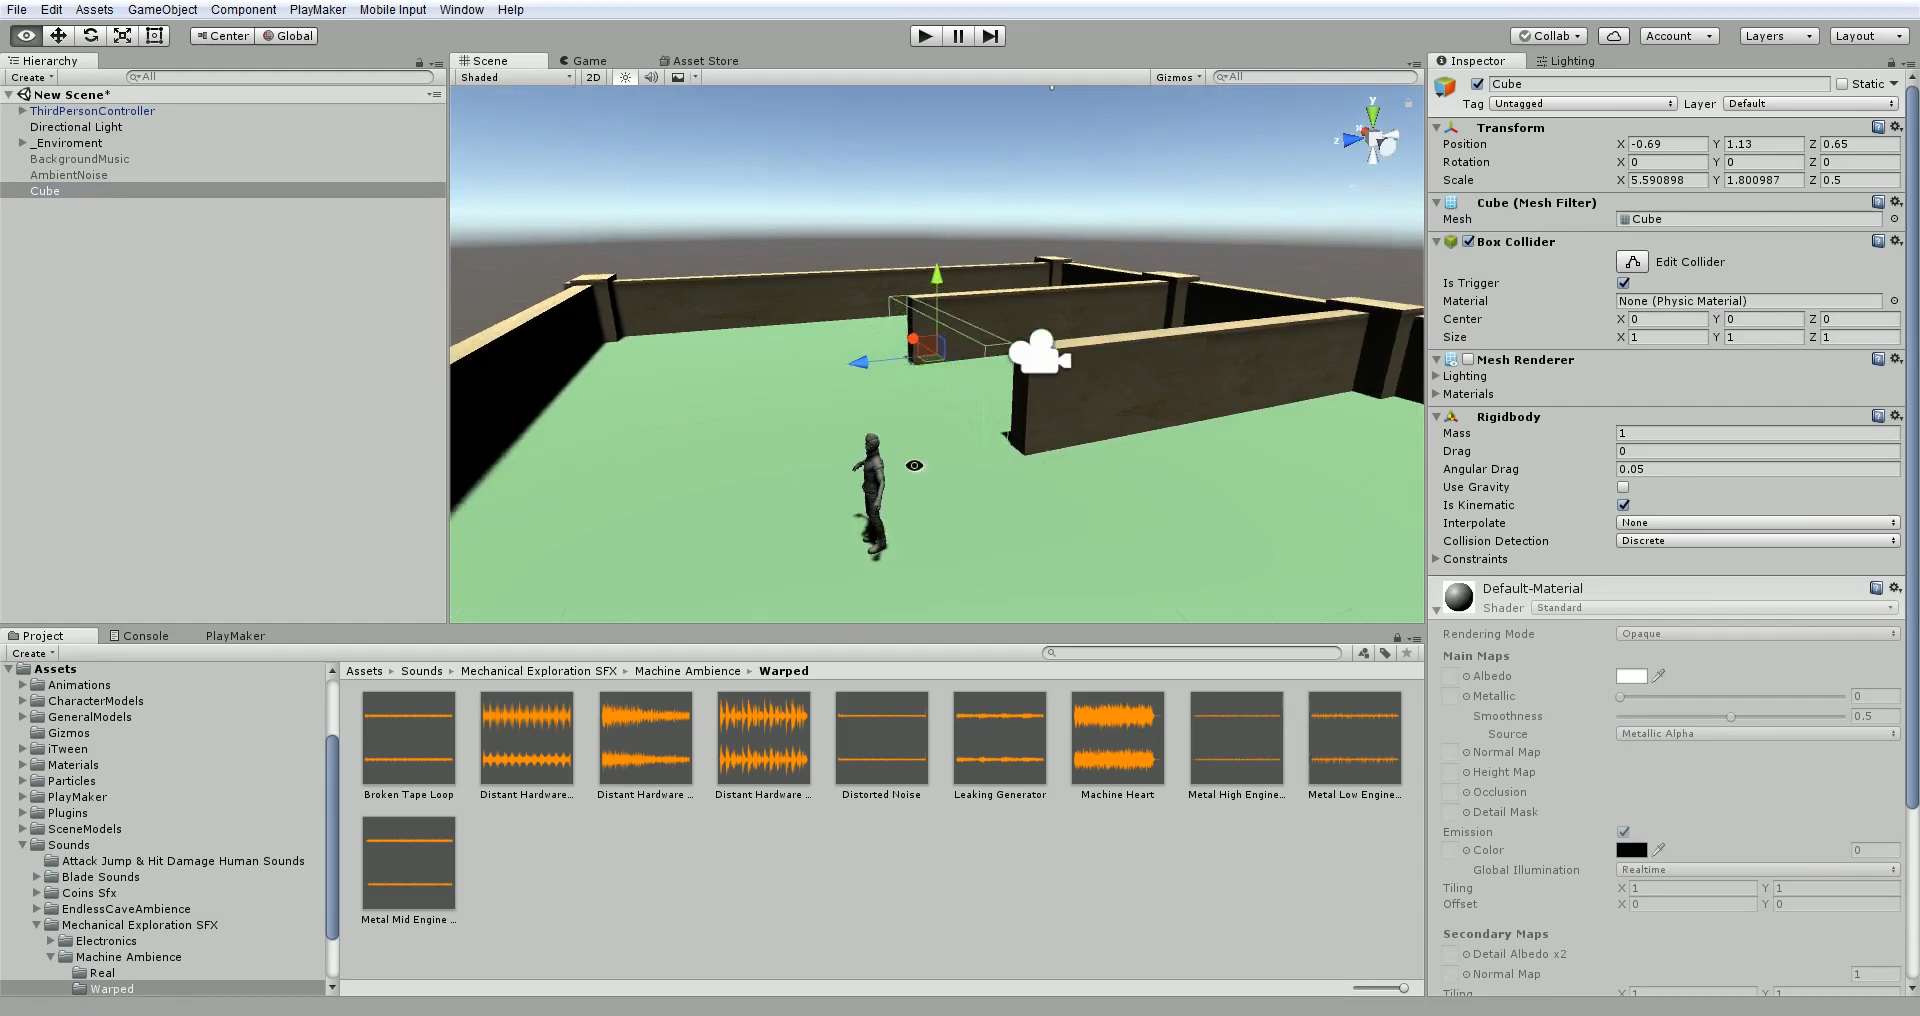 File Edit Assets GameObject Component PlayMaker Mobile Input Window Help
Center Global Collab Account Layers Layout
Hierarchy
Create All
New Scene*
ThirdPersonController
Directional Light
_Enviroment
BackgroundMusic
AmbientNoise
Cube
Scene Game Asset Store
Shaded 2D Gizmos All
y
x
z
Inspector Lighting
Cube Static
Tag Untagged Layer Default
Transform
Position X -0.69 Y 1.13 Z 0.65
Rotation X 0 Y 0 Z 0
Scale X 5.590898 Y 1.800987 Z 0.5
Cube (Mesh Filter)
Mesh Cube
Box Collider
Edit Collider
Is Trigger
Material None (Physic Material)
Center X 0 Y 0 Z 0
Size X 1 Y 1 Z 1
Mesh Renderer
Lighting
Materials
Rigidbody
Mass 1
Drag 0
Angular Drag 0.05
Use Gravity
Is Kinematic
Interpolate None
Collision Detection Discrete
Constraints
Default-Material
Shader Standard
Rendering Mode Opaque
Main Maps
Albedo
Metallic 0
Smoothness 0.5
Source Metallic Alpha
Normal Map
Height Map
Occlusion
Detail Mask
Emission
Color 0
Global Illumination Realtime
Tiling X 1 Y 1
Offset X 0 Y 0
Secondary Maps
Detail Albedo x2
Normal Map 1
Tiling X 1 Y 1
Project Console PlayMaker
Create
Assets
Animations
CharacterModels
GeneralModels
Gizmos
iTween
Materials
Particles
PlayMaker
Plugins
SceneModels
Sounds
Attack Jump & Hit Damage Human Sounds
Blade Sounds
Coins Sfx
EndlessCaveAmbience
Mechanical Exploration SFX
Electronics
Machine Ambience
Real
Warped
Assets Sounds Mechanical Exploration SFX Machine Ambience Warped
Broken Tape Loop Distant Hardware... Distant Hardware ... Distant Hardware ... Distorted Noise Leaking Generator Machine Heart Metal High Engine... Metal Low Engine...
Metal Mid Engine ...